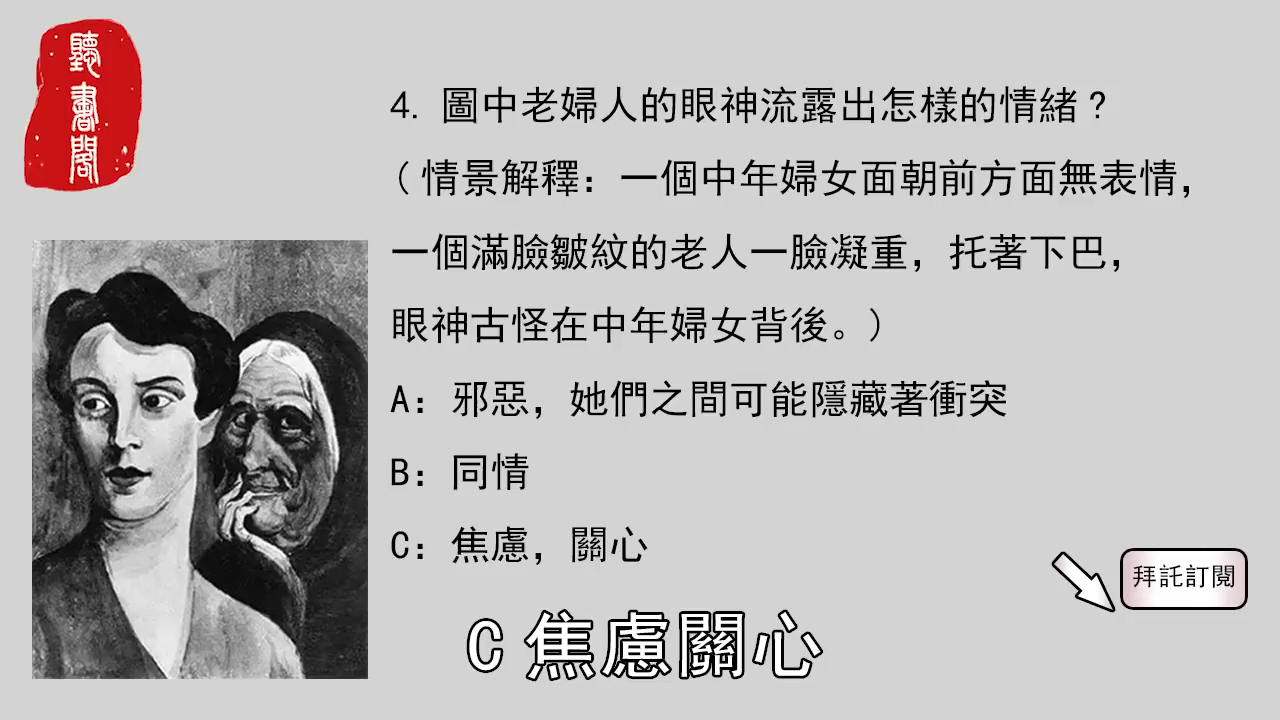 聽書閣
4. 圖中老婦人的眼神流露出怎樣的情緒?
(情景解釋：一個中年婦女面朝前方面無表情，
一個滿臉皺紋的老人一臉凝重，托著下巴，
眼神古怪在中年婦女背後。)
A：邪惡，她們之間可能隱藏著衝突
B：同情
C：焦慮，關心
拜託訂閱
C 焦慮關心